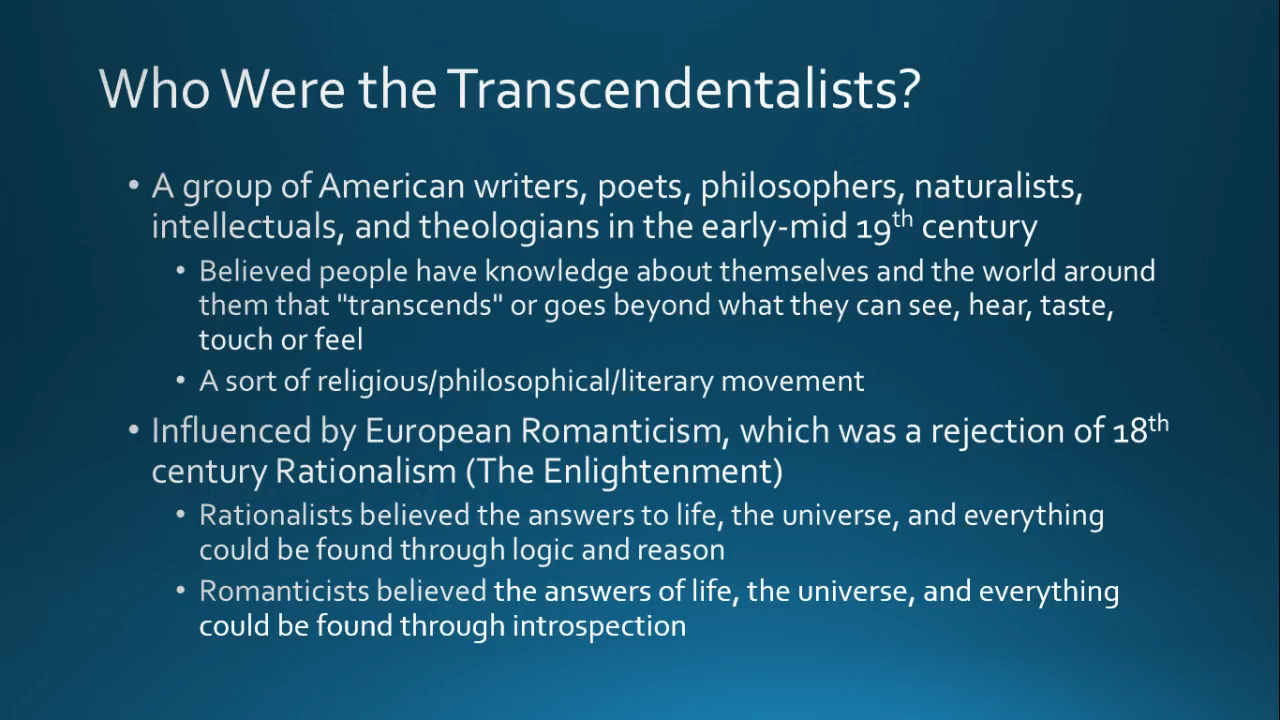 Who Were the Transcendentalists?
• A group of American writers, poets, philosophers, naturalists,
intellectuals, and theologians in the early-mid 19th century
• Believed people have knowledge about themselves and the world around
them that "transcends" or goes beyond what they can see, hear, taste,
touch or feel
• A sort of religious/philosophical/literary movement
• Influenced by European Romanticism, which was a rejection of 18th
century Rationalism (The Enlightenment)
• Rationalists believed the answers to life, the universe, and everything
could be found through logic and reason
• Romanticists believed the answers of life, the universe, and everything
could be found through introspection